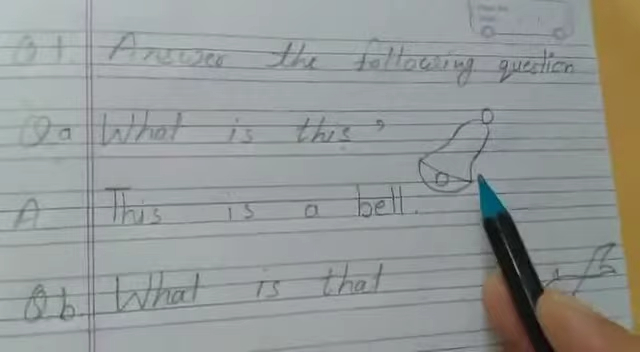 Q1. Answer the following question
Qa What is this?
A This is a bell.
Qb. What is that